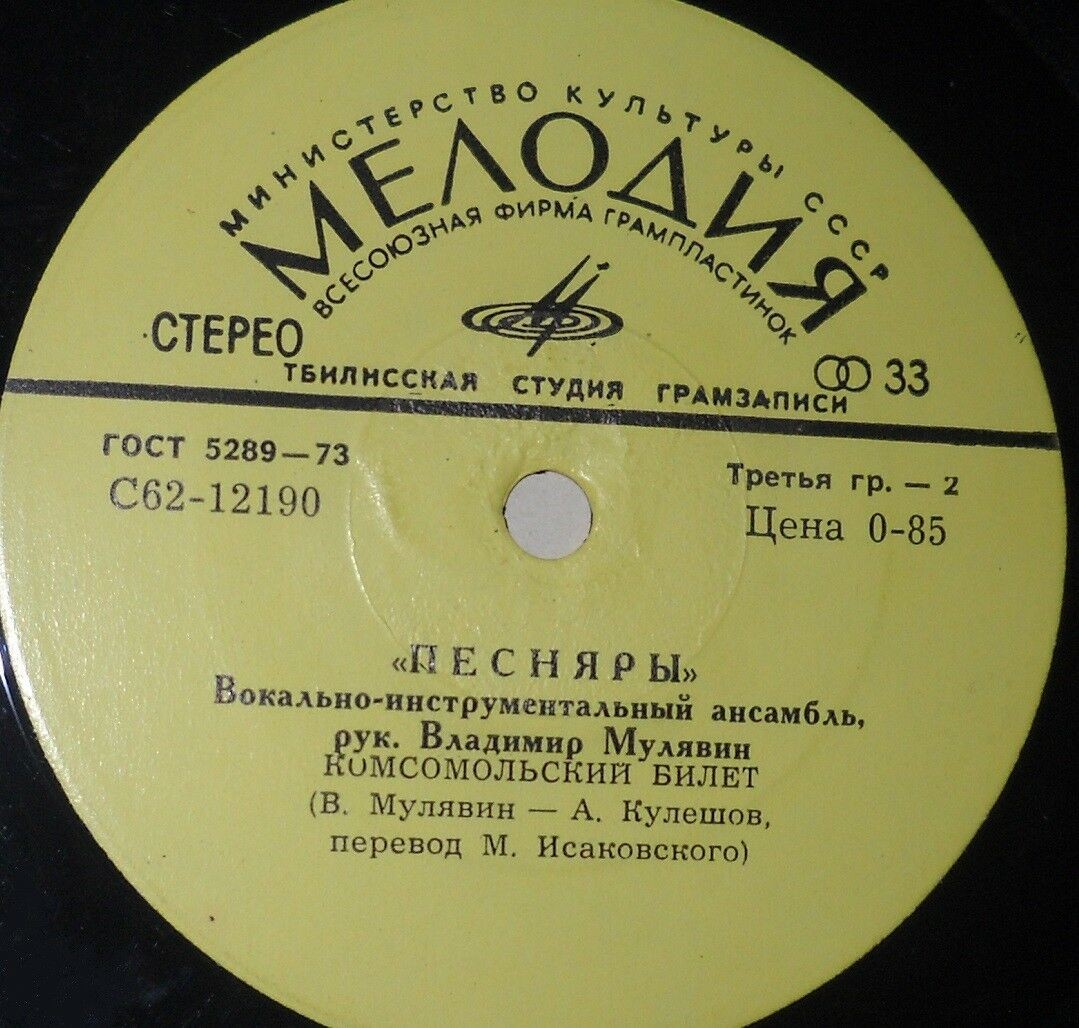 МИНИСТЕРСТВО КУЛЬТУРЫ СССР
МЕЛОДИЯ
ВСЕСОЮЗНАЯ ФИРМА ГРАМПЛАСТИНОК
СТЕРЕО
33
ТБИЛИССКАЯ СТУДИЯ ГРАМЗАПИСИ
ГОСТ 5289—73
Третья гр. — 2
С62-12190
Цена 0-85
«ПЕСНЯРЫ»
Вокально-инструментальный ансамбль,
рук. Владимир Мулявин
КОМСОМОЛЬСКИЙ БИЛЕТ
(В. Мулявин — А. Кулешов,
перевод М. Исаковского)